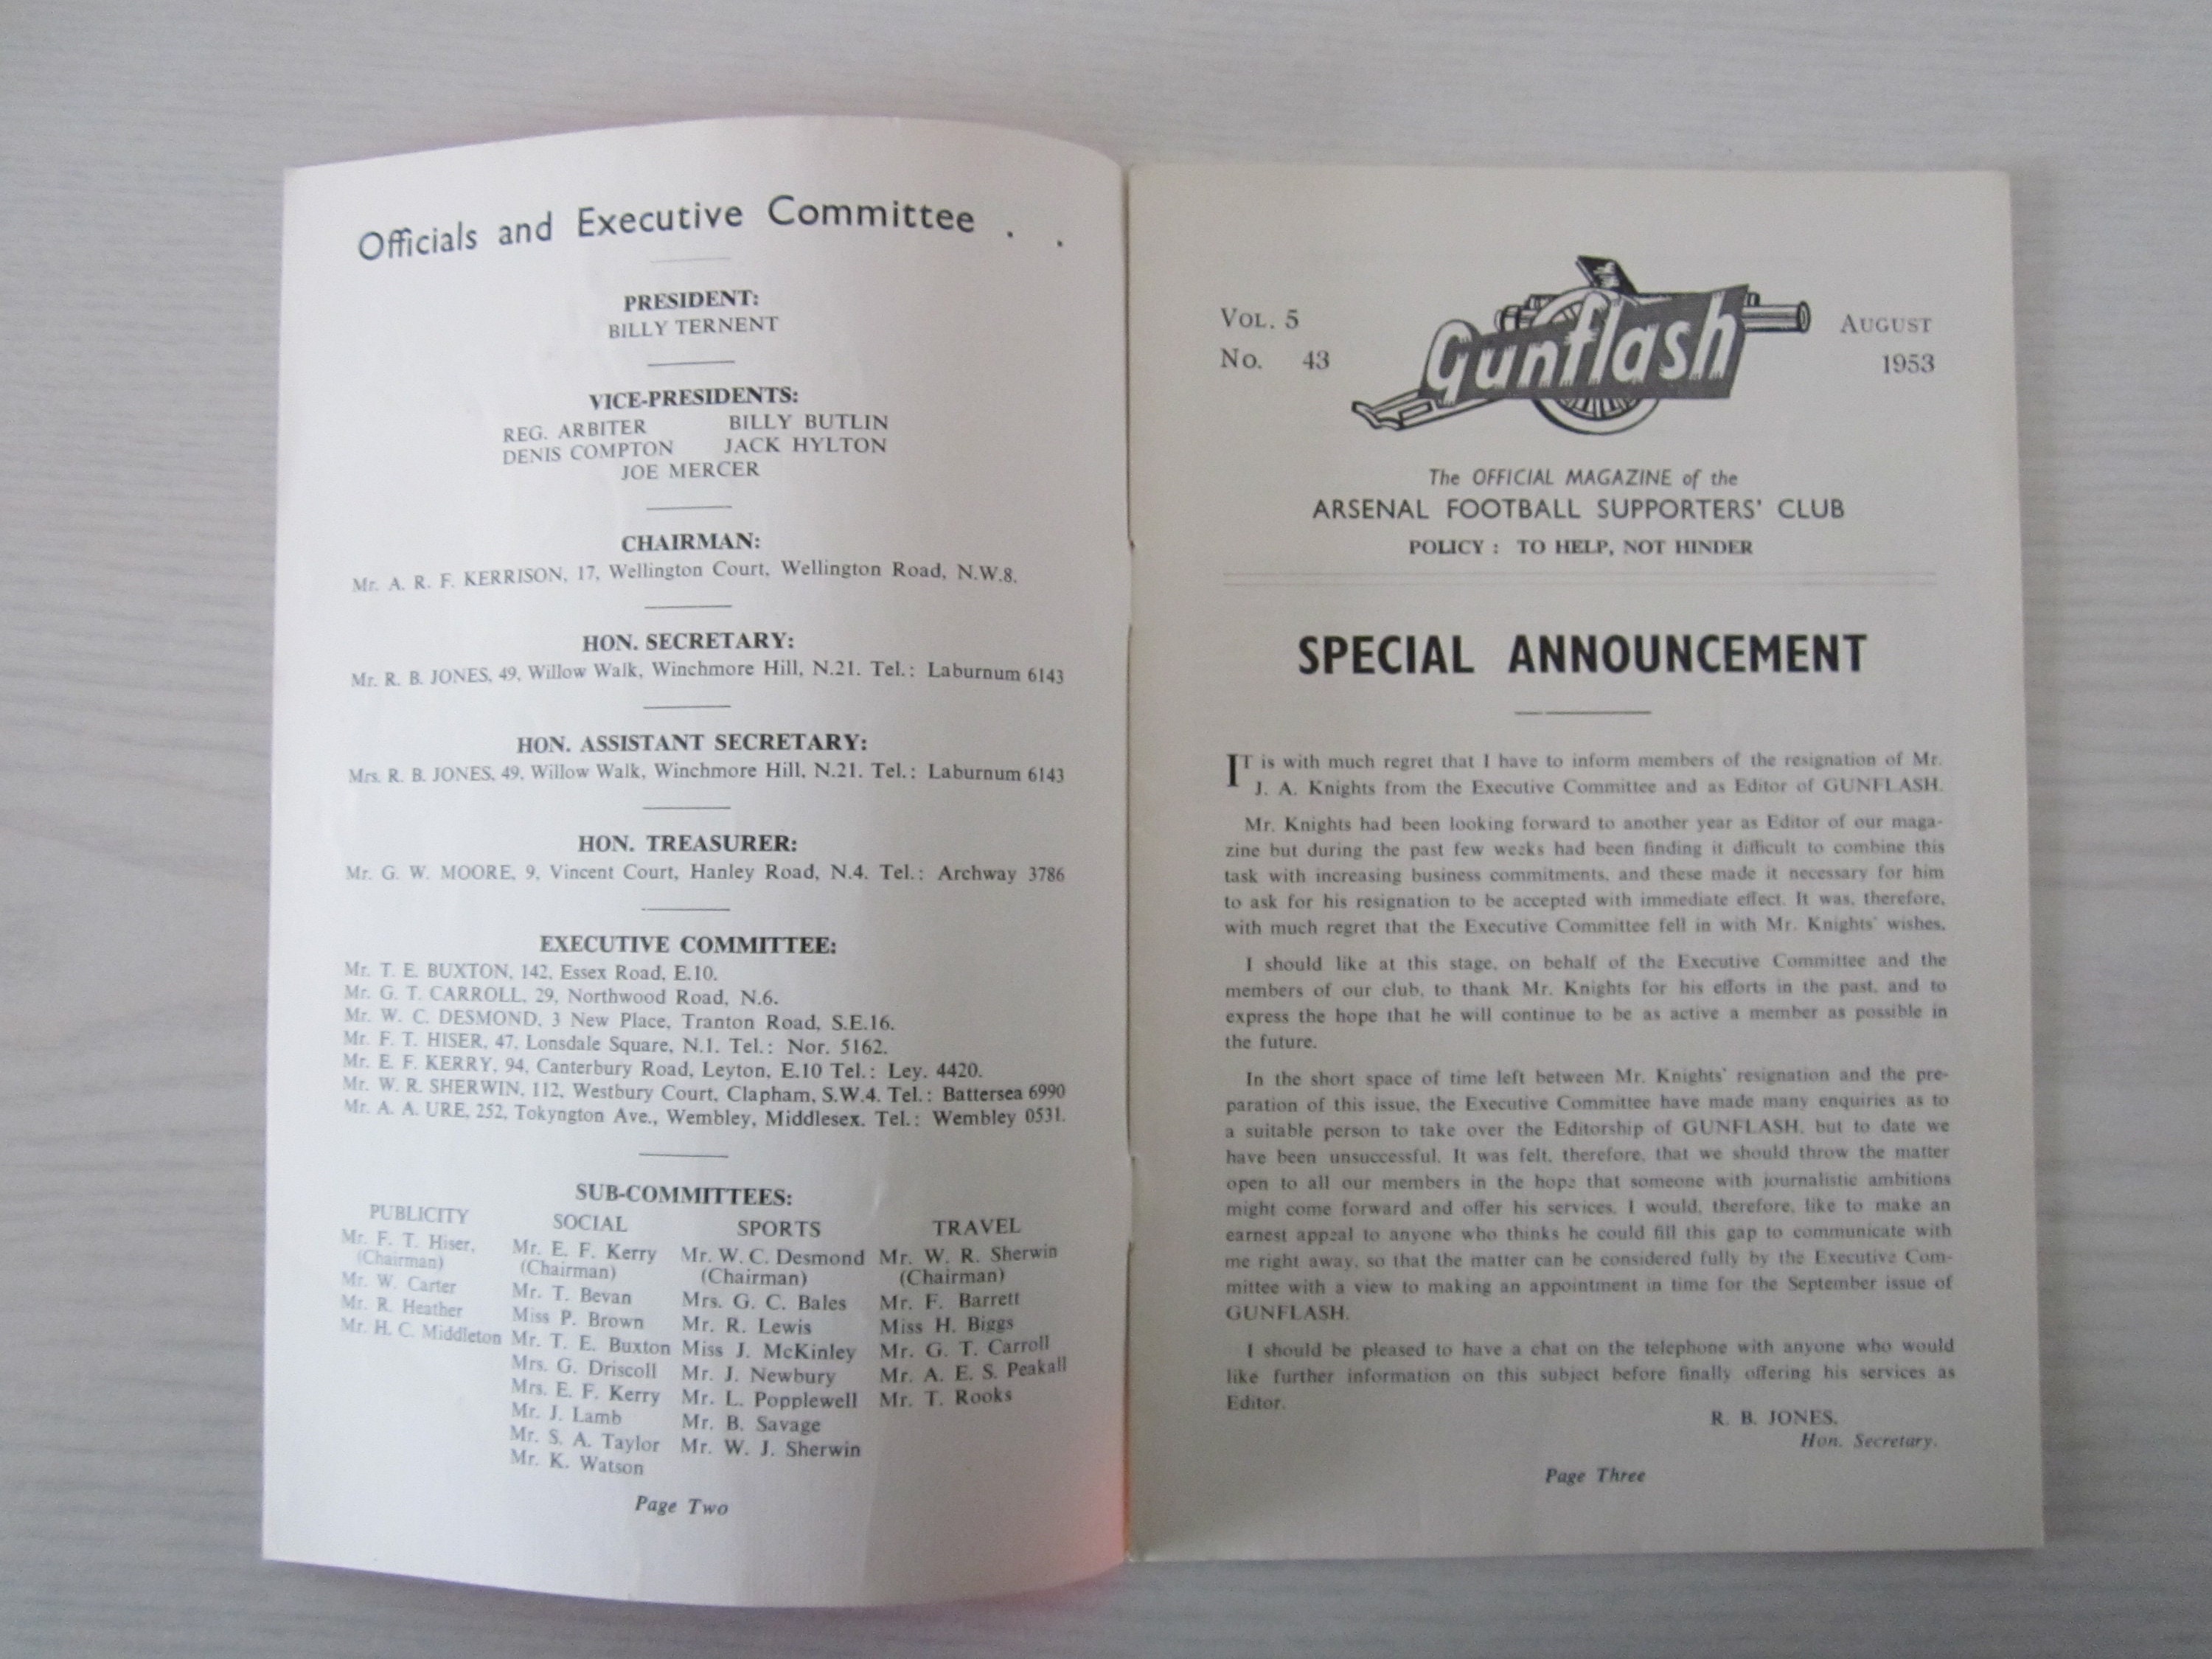 Officials and Executive Committee . .
PRESIDENT:
BILLY TERNENT
VICE-PRESIDENTS:
REG. ARBITER BILLY BUTLIN
DENIS COMPTON JACK HYLTON
JOE MERCER
CHAIRMAN:
Mr. A. R. F. KERRISON, 17, Wellington Court, Wellington Road, N.W.8.
HON. SECRETARY:
Mr. R. B. JONES, 49, Willow Walk, Winchmore Hill, N.21. Tel.: Laburnum 6143
HON. ASSISTANT SECRETARY:
Mrs. R. B. JONES, 49, Willow Walk, Winchmore Hill, N.21. Tel.: Laburnum 6143
HON. TREASURER:
Mr. G. W. MOORE, 9, Vincent Court, Hanley Road, N.4. Tel.: Archway 3786
EXECUTIVE COMMITTEE:
Mr. T. E. BUXTON, 142, Essex Road, E.10.
Mr. G. T. CARROLL, 29, Northwood Road, N.6.
Mr. W. C. DESMOND, 3 New Place, Tranton Road, S.E.16.
Mr. F. T. HISER, 47, Lonsdale Square, N.1. Tel.: Nor. 5162.
Mr. E. F. KERRY, 94, Canterbury Road, Leyton, E.10 Tel.: Ley. 4420.
Mr. W. R. SHERWIN, 112, Westbury Court, Clapham, S.W.4. Tel.: Battersea 6990
Mr. A. A. URE, 252, Tokyngton Ave., Wembley, Middlesex. Tel.: Wembley 0531.
SUB-COMMITTEES:
PUBLICITY
Mr. F. T. Hiser,
(Chairman)
Mr. W. Carter
Mr. R. Heather
Mr. H. C. Middleton
SOCIAL
Mr. E. F. Kerry
(Chairman)
Mr. T. Bevan
Miss P. Brown
Mr. T. E. Buxton
Mrs. G. Driscoll
Mrs. E. F. Kerry
Mr. J. Lamb
Mr. S. A. Taylor
Mr. K. Watson
SPORTS
Mr. W. C. Desmond
(Chairman)
Mrs. G. C. Bales
Mr. R. Lewis
Miss J. McKinley
Mr. J. Newbury
Mr. L. Popplewell
Mr. B. Savage
Mr. W. J. Sherwin
TRAVEL
Mr. W. R. Sherwin
(Chairman)
Mr. F. Barrett
Miss H. Biggs
Mr. G. T. Carroll
Mr. A. E. S. Peakall
Mr. T. Rooks
Page Two
VOL. 5
No. 43
Gunflash
AUGUST
1953
The OFFICIAL MAGAZINE of the
ARSENAL FOOTBALL SUPPORTERS' CLUB
POLICY : TO HELP, NOT HINDER
SPECIAL ANNOUNCEMENT
IT is with much regret that I have to inform members of the resignation of Mr.
J. A. Knights from the Executive Committee and as Editor of GUNFLASH.
Mr. Knights had been looking forward to another year as Editor of our maga-
zine but during the past few weeks had been finding it difficult to combine this
task with increasing business commitments, and these made it necessary for him
to ask for his resignation to be accepted with immediate effect. It was, therefore,
with much regret that the Executive Committee fell in with Mr. Knights' wishes.
I should like at this stage, on behalf of the Executive Committee and the
members of our club, to thank Mr. Knights for his efforts in the past, and to
express the hope that he will continue to be as active a member as possible in
the future.
In the short space of time left between Mr. Knights' resignation and the pre-
paration of this issue, the Executive Committee have made many enquiries as to
a suitable person to take over the Editorship of GUNFLASH, but to date we
have been unsuccessful. It was felt, therefore, that we should throw the matter
open to all our members in the hope that someone with journalistic ambitions
might come forward and offer his services. I would, therefore, like to make an
earnest appeal to anyone who thinks he could fill this gap to communicate with
me right away, so that the matter can be considered fully by the Executive Com-
mittee with a view to making an appointment in time for the September issue of
GUNFLASH.
I should be pleased to have a chat on the telephone with anyone who would
like further information on this subject before finally offering his services as
Editor.
R. B. JONES,
Hon. Secretary.
Page Three